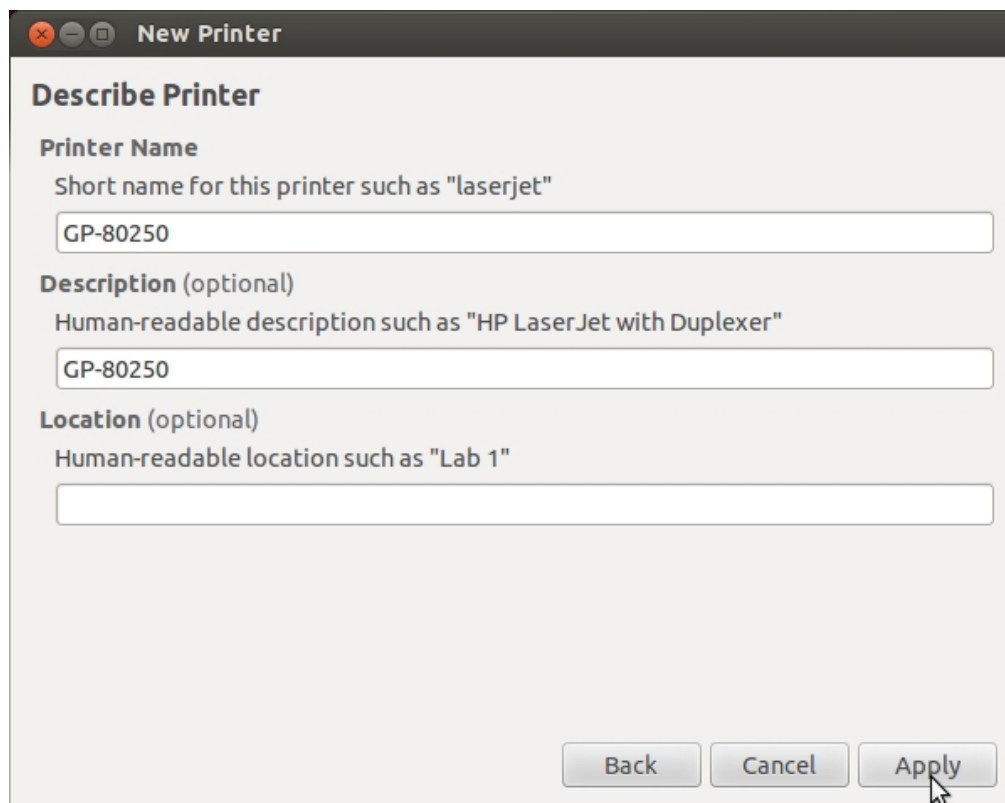 New Printer
Describe Printer
Printer Name
Short name for this printer such as "laserjet"
GP-80250
Description (optional)
Human-readable description such as "HP LaserJet with Duplexer"
GP-80250
Location (optional)
Human-readable location such as "Lab 1"
Back Cancel Apply